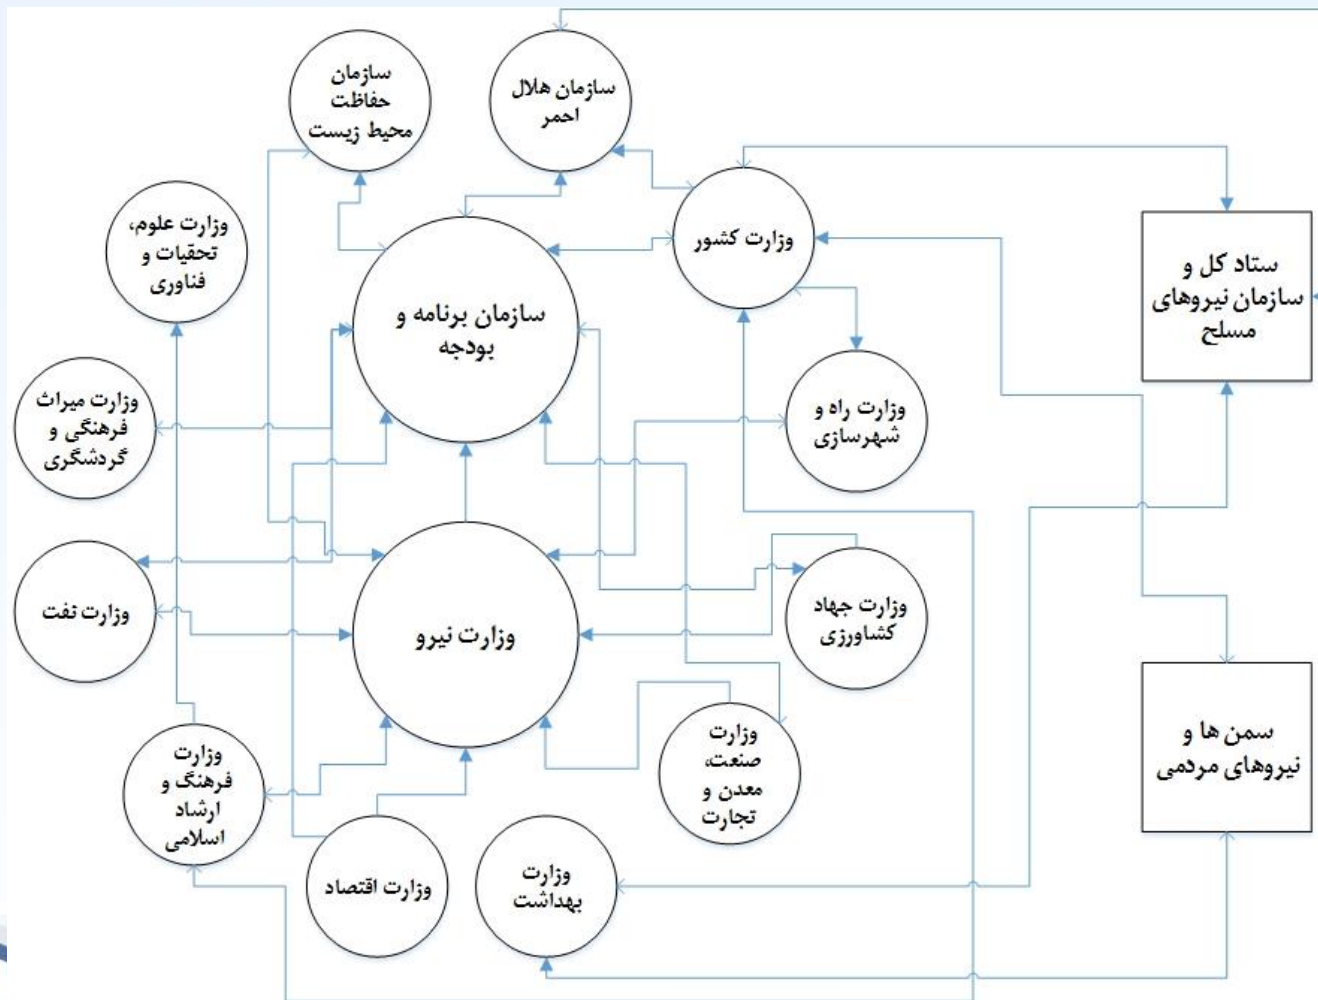 سازمان
حفاظت
محیط زیست
سازمان هلال
احمر
وزارت علوم،
تحقیات و
فناوری
وزارت کشور
ستاد کل و
سازمان نیروهای
مسلح
سازمان برنامه و
بودجه
وزارت میراث
فرهنگی و
گردشگری
وزارت راه و
شهرسازی
وزارت نفت
وزارت نیرو
وزارت جهاد
کشاورزی
وزارت
فرهنگ و
ارشاد
اسلامی
وزارت
صنعت،
معدن و
تجارت
سمن ها و
نیروهای مردمی
وزارت اقتصاد
وزارت
بهداشت